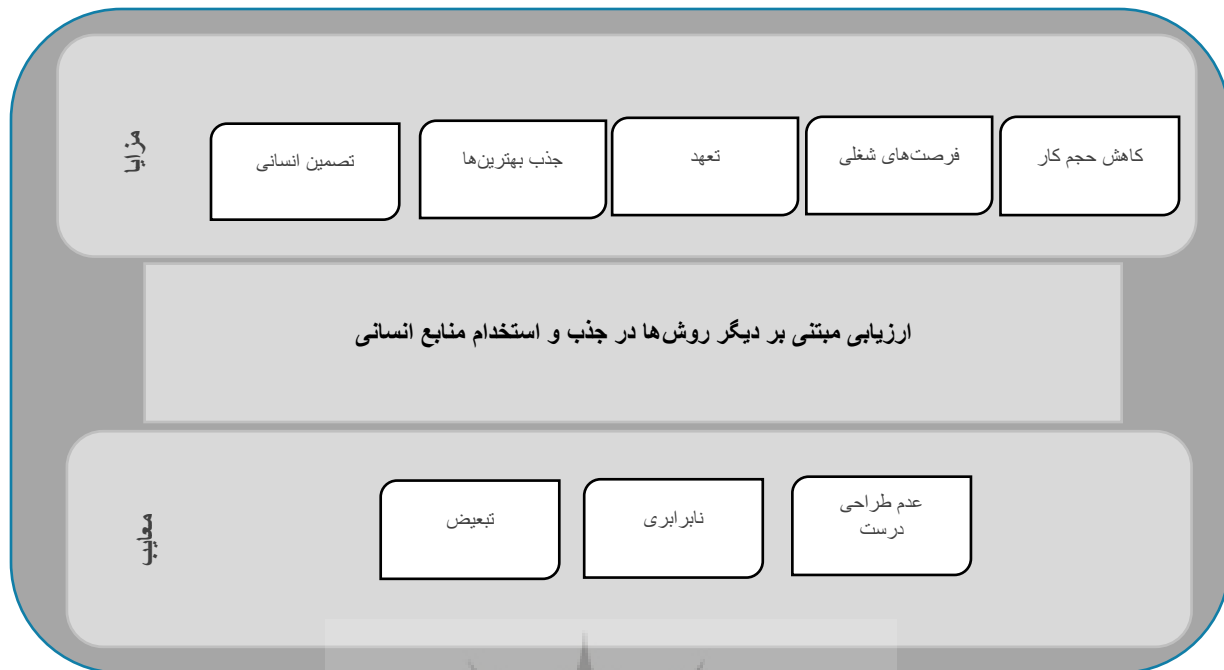 مزایا
کاهش حجم کار
فرصت‌های شغلی
تعهد
جذب بهترین‌ها
تصمین انسانی
ارزیابی مبتنی بر دیگر روش‌ها در جذب و استخدام منابع انسانی
معایب
عدم طراحی
درست
نابرابری
تبعیض